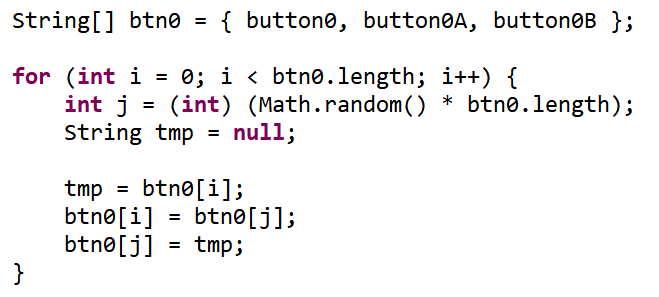 String[] btn0 = { button0, button0A, button0B };
for (int i = 0; i < btn0.length; i++) {
int j = (int) (Math.random() * btn0.length);
String tmp = null;
tmp = btn0[i];
btn0[i] = btn0[j];
btn0[j] = tmp;
}